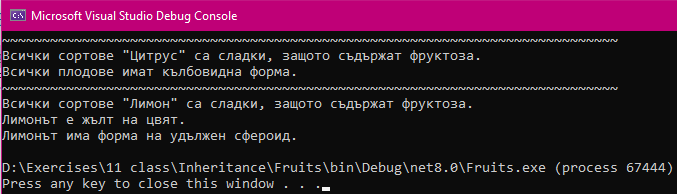 Microsoft Visual Studio Debug Console
~~~~~~~~~~~~~~~~~~~~~~~~~~~~~~~~~~~~~~~~~~~~~~~~~~~~~~~~~~~~~~~~~~~~~~~~~~~~~
Всички сортове "Цитрус" са сладки, защото съдържат фруктоза.
Всички плодове имат кълбовидна форма.
~~~~~~~~~~~~~~~~~~~~~~~~~~~~~~~~~~~~~~~~~~~~~~~~~~~~~~~~~~~~~~~~~~~~~~~~~~~~~
Всички сортове "Лимон" са сладки, защото съдържат фруктоза.
Лимонът е жълт на цвят.
Лимонът има форма на удължен сфероид.
D:\Exercises\11 class\Inheritance\Fruits\bin\Debug\net8.0\Fruits.exe (process 67444)
Press any key to close this window . . .